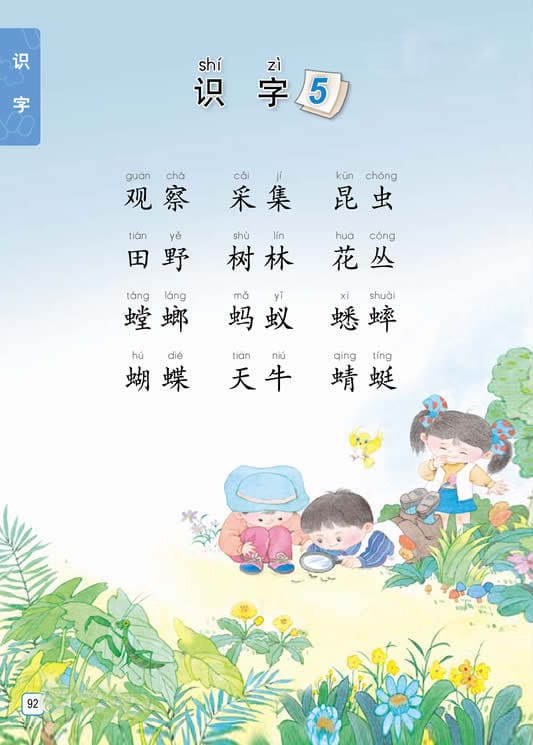 识
字
shí zì
识 字 5
guān chá cǎi jí kūn chóng
观察 采集 昆虫
tián yě shù lín huā cóng
田野 树林 花丛
táng láng mǎ yǐ xī shuài
螳螂 蚂蚁 蟋蟀
hú dié tiān niú qīng tíng
蝴蝶 天牛 蜻蜓
92